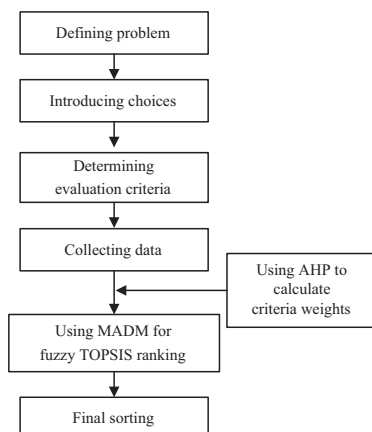 Defining problem
Introducing choices
Determining
evaluation criteria
Collecting data
Using AHP to
calculate
criteria weights
Using MADM for
fuzzy TOPSIS ranking
Final sorting